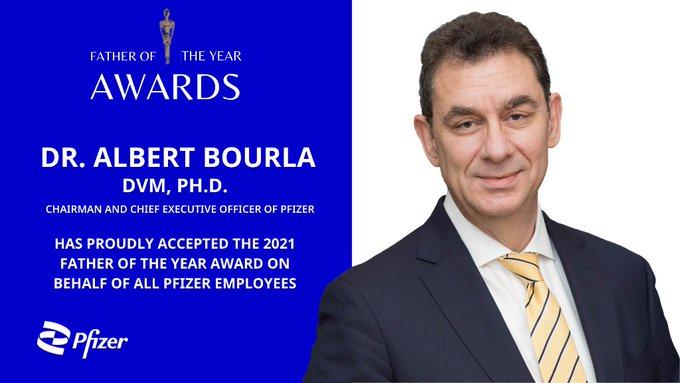 FATHER OF THE YEAR
AWARDS
DR. ALBERT BOURLA
DVM, PH.D.
CHAIRMAN AND CHIEF EXECUTIVE OFFICER OF PFIZER
HAS PROUDLY ACCEPTED THE 2021
FATHER OF THE YEAR AWARD ON
BEHALF OF ALL PFIZER EMPLOYEES
Pfizer